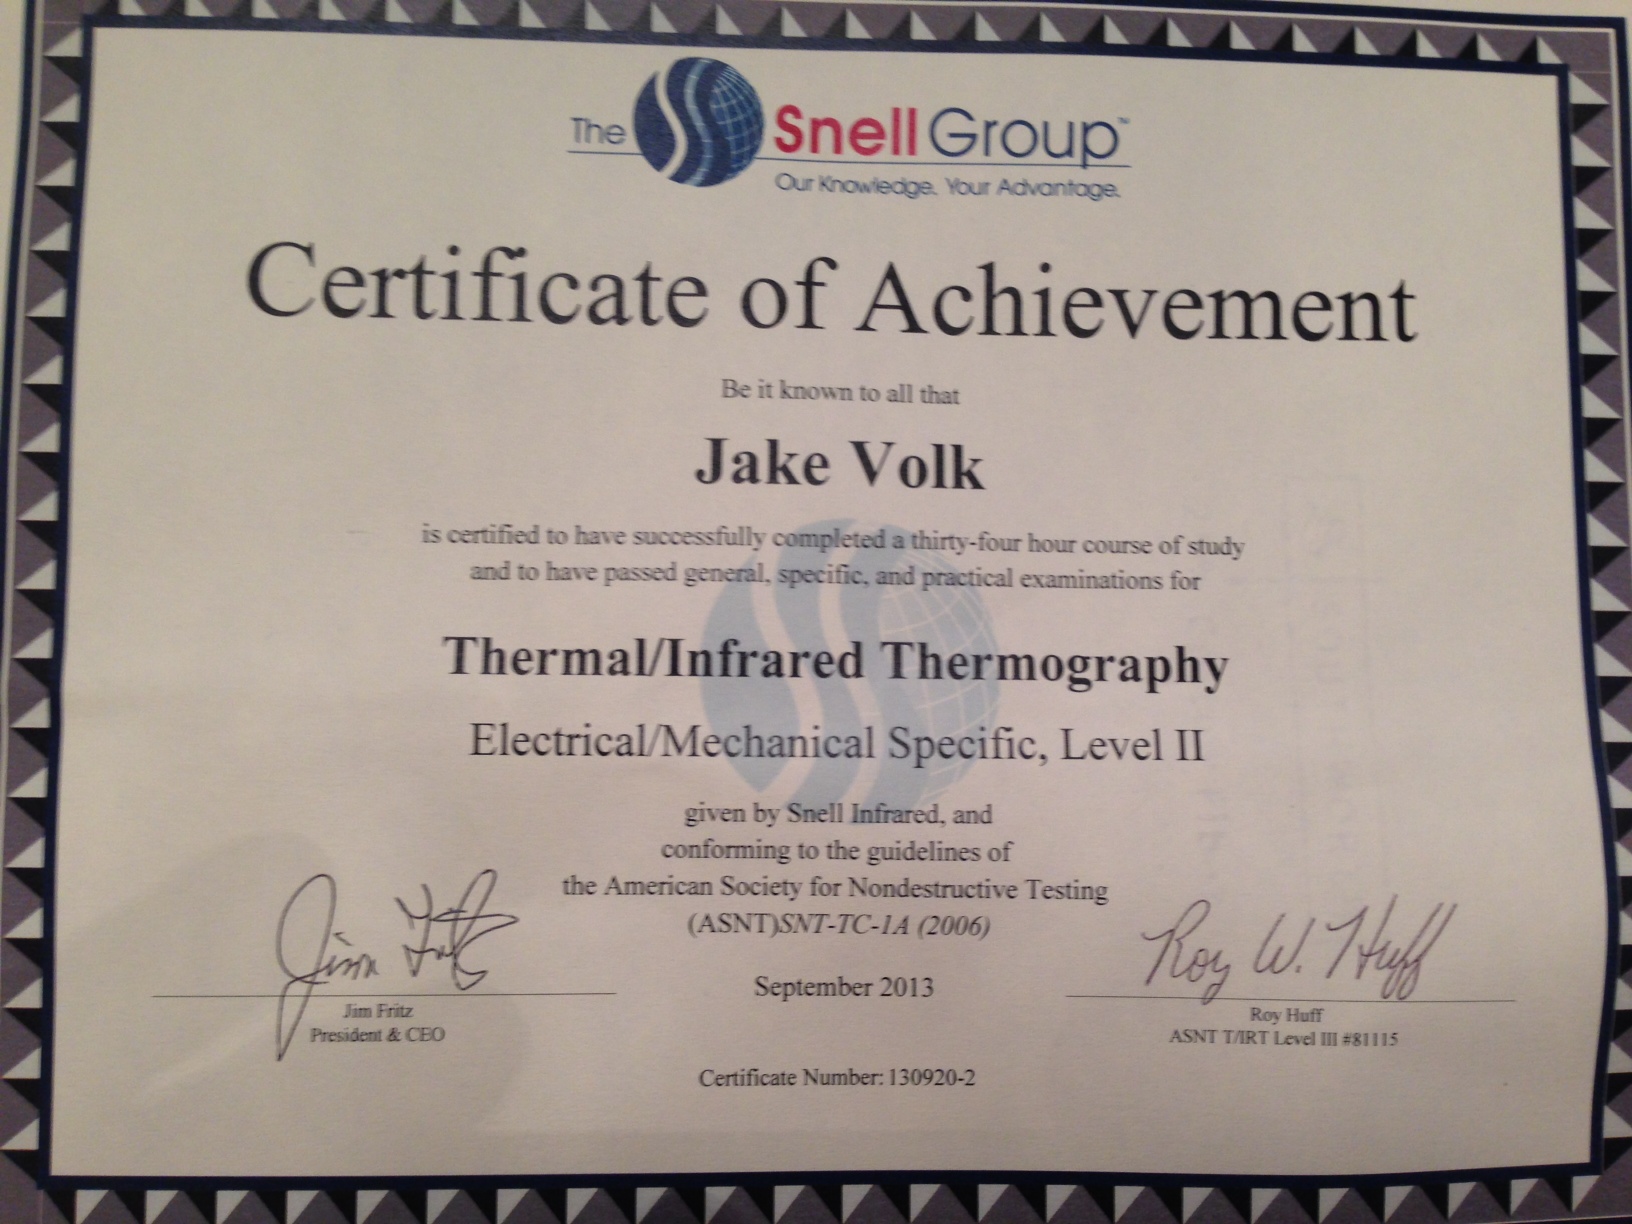 The Snell Group™
Our Knowledge. Your Advantage.
Certificate of Achievement
Be it known to all that
Jake Volk
is certified to have successfully completed a thirty-four hour course of study
and to have passed general, specific, and practical examinations for
Thermal/Infrared Thermography
Electrical/Mechanical Specific, Level II
given by Snell Infrared, and
conforming to the guidelines of
the American Society for Nondestructive Testing
(ASNT)SNT-TC-1A (2006)
September 2013
Jim Fritz
Jim Fritz
President & CEO
Roy W. Huff
Roy Huff
ASNT T/IRT Level III #81115
Certificate Number: 130920-2